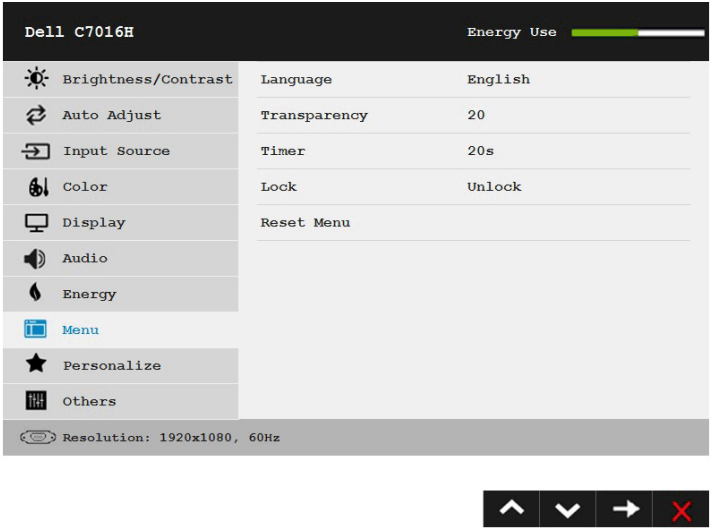 Dell C7016H Energy Use
Brightness/Contrast Language English
Auto Adjust Transparency 20
Input Source Timer 20s
Color Lock Unlock
Display Reset Menu
Audio
Energy
Menu
Personalize
Others
Resolution: 1920x1080, 60Hz